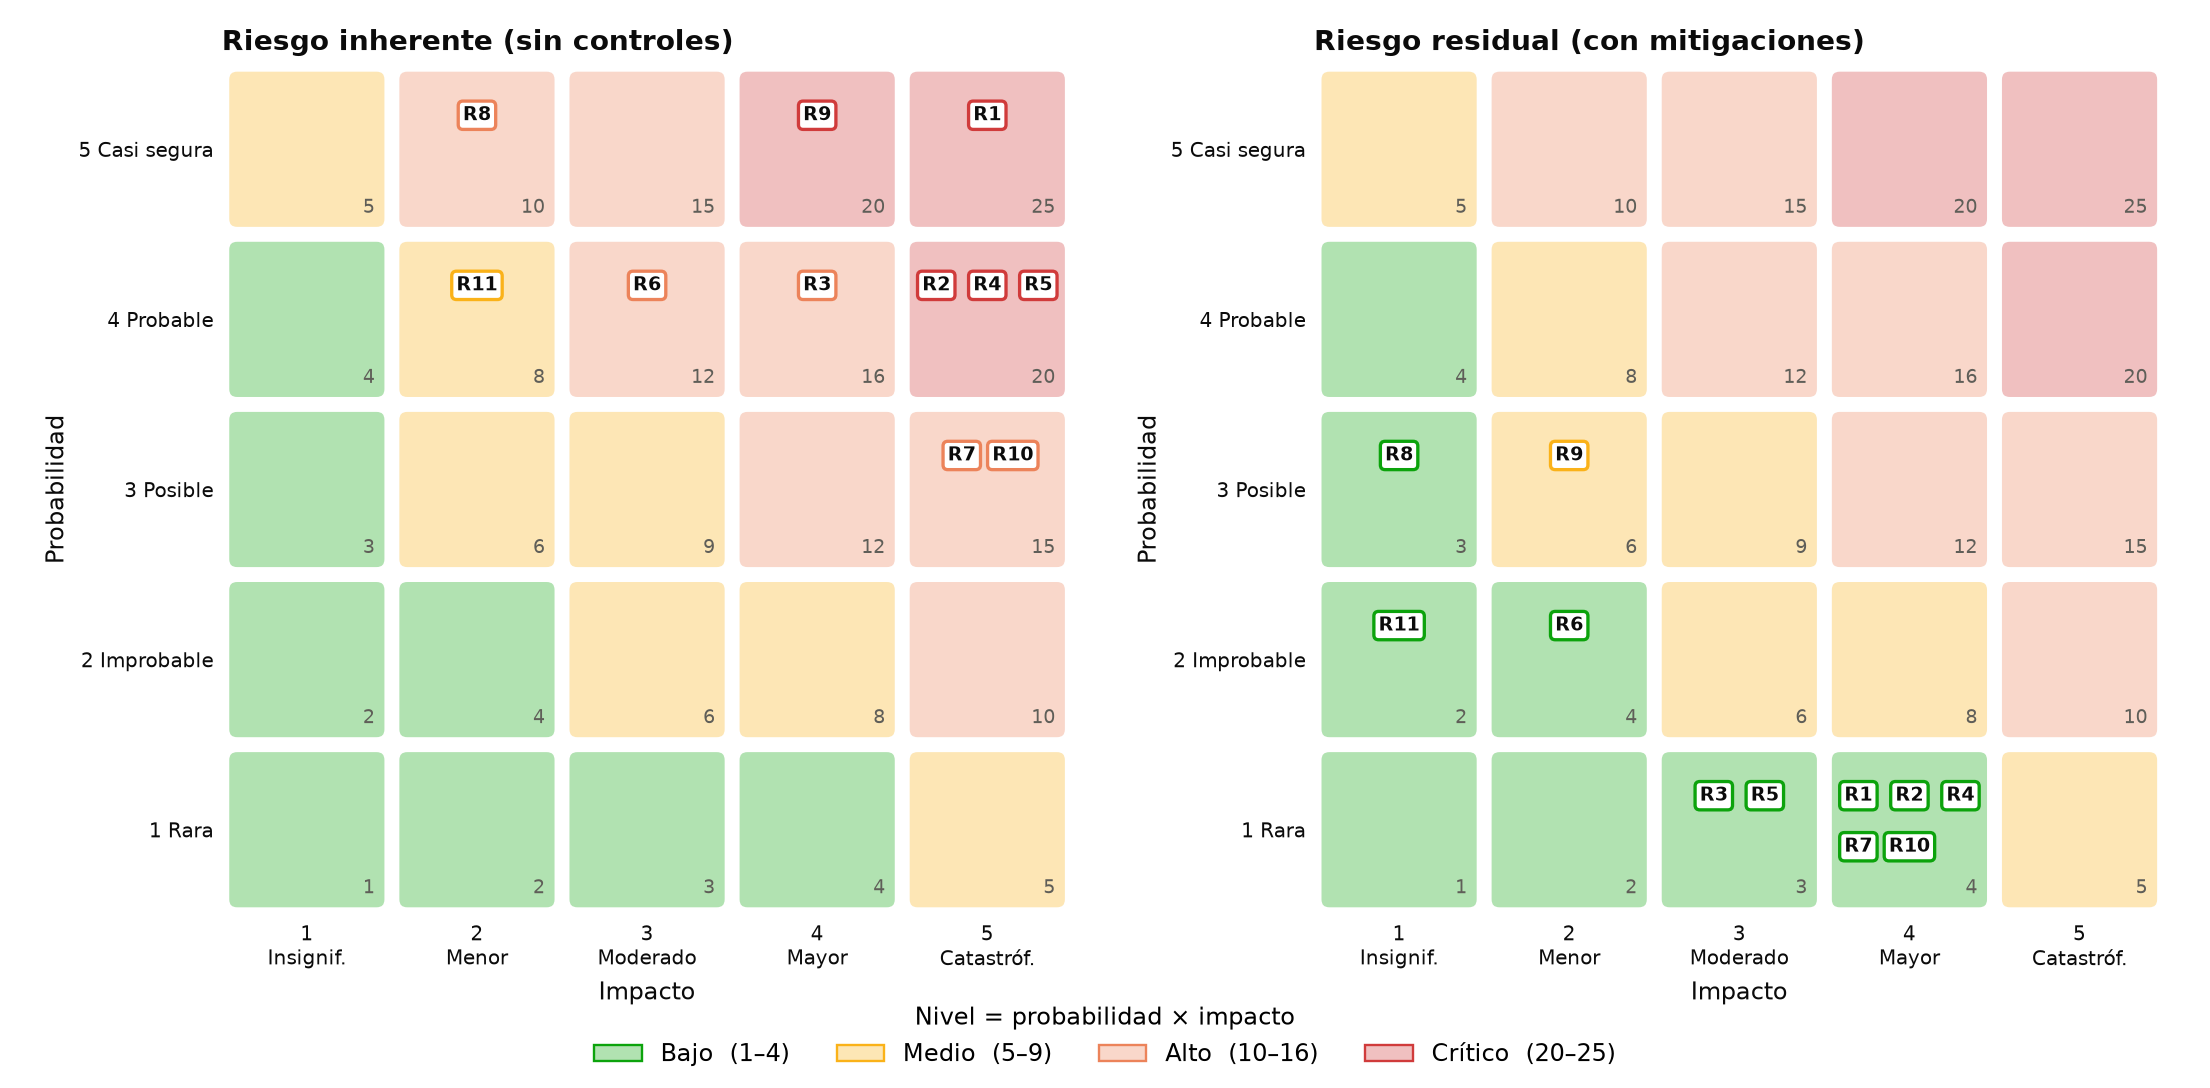 Riesgo inherente (sin controles)
Probabilidad
5 Casi segura
R8
R9
R1
5
10
15
20
25
4 Probable
R11
R6
R3
R2
R4
R5
4
8
12
16
20
3 Posible
R7
R10
3
6
9
12
15
2 Improbable
2
4
6
8
10
1 Rara
1
2
3
4
5
1
Insignif.
2
Menor
3
Moderado
4
Mayor
5
Catastróf.
Impacto
Riesgo residual (con mitigaciones)
Probabilidad
5 Casi segura
5
10
15
20
25
4 Probable
4
8
12
16
20
3 Posible
R8
R9
3
6
9
12
15
2 Improbable
R11
R6
2
4
6
8
10
1 Rara
R3
R5
R1
R2
R4
R7
R10
1
2
3
4
5
1
Insignif.
2
Menor
3
Moderado
4
Mayor
5
Catastróf.
Impacto
Nivel = probabilidad × impacto
Bajo (1–4)
Medio (5–9)
Alto (10–16)
Crítico (20–25)